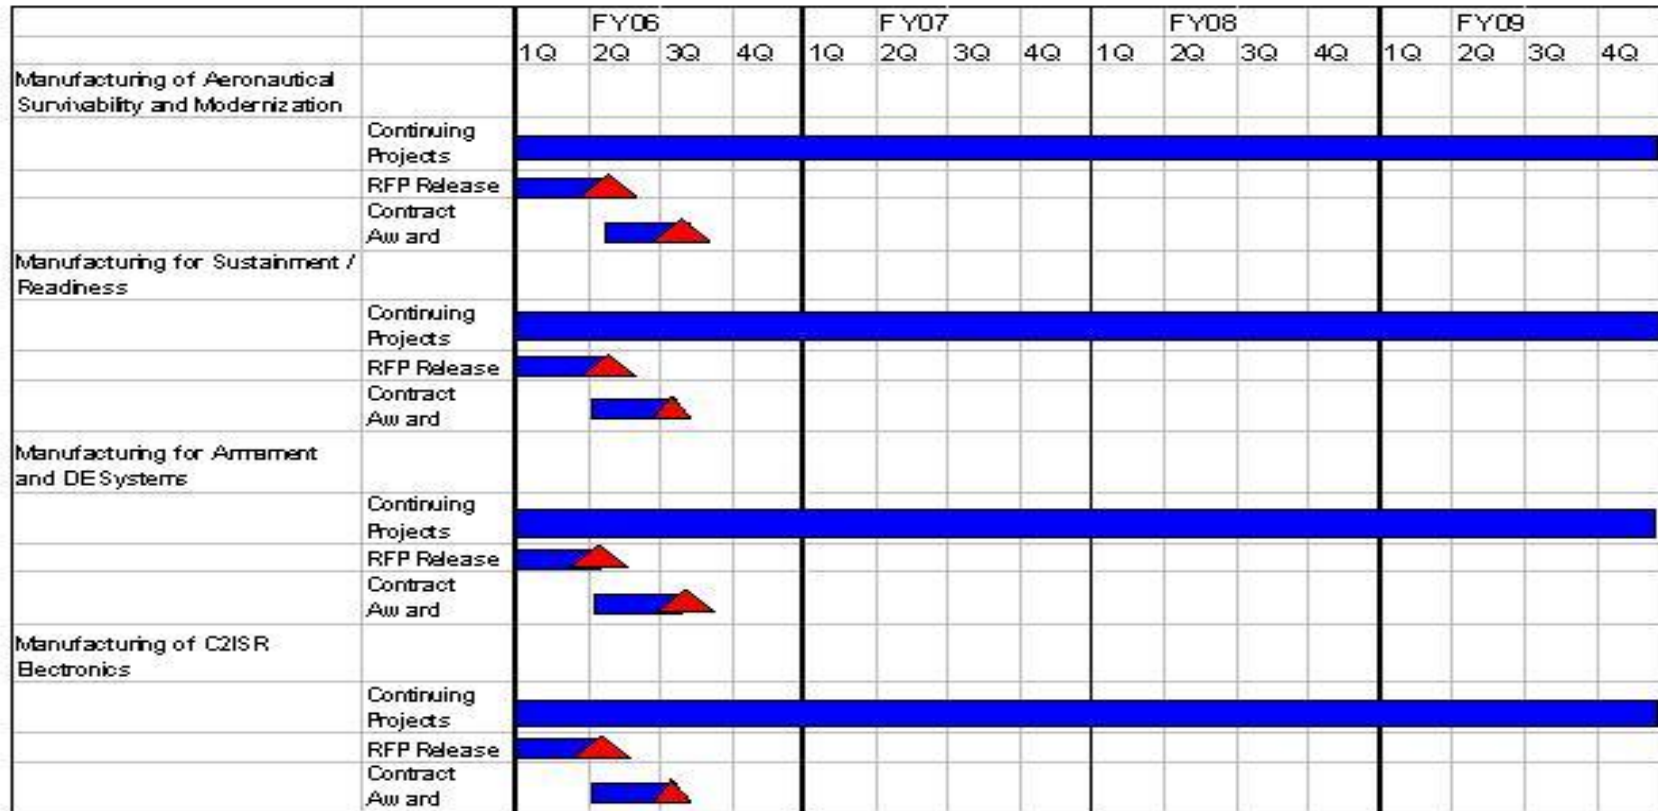 FY06 FY07 FY08 FY09
1Q 2Q 3Q 4Q 1Q 2Q 3Q 4Q 1Q 2Q 3Q 4Q 1Q 2Q 3Q 4Q
Manufacturing of Aeronautical
Survivability and Modernization
Continuing
Projects
RFP Release
Contract
Award
Manufacturing for Sustainment /
Readiness
Continuing
Projects
RFP Release
Contract
Award
Manufacturing for Armament
and DE Systems
Continuing
Projects
RFP Release
Contract
Award
Manufacturing of C2ISR
Electronics
Continuing
Projects
RFP Release
Contract
Award